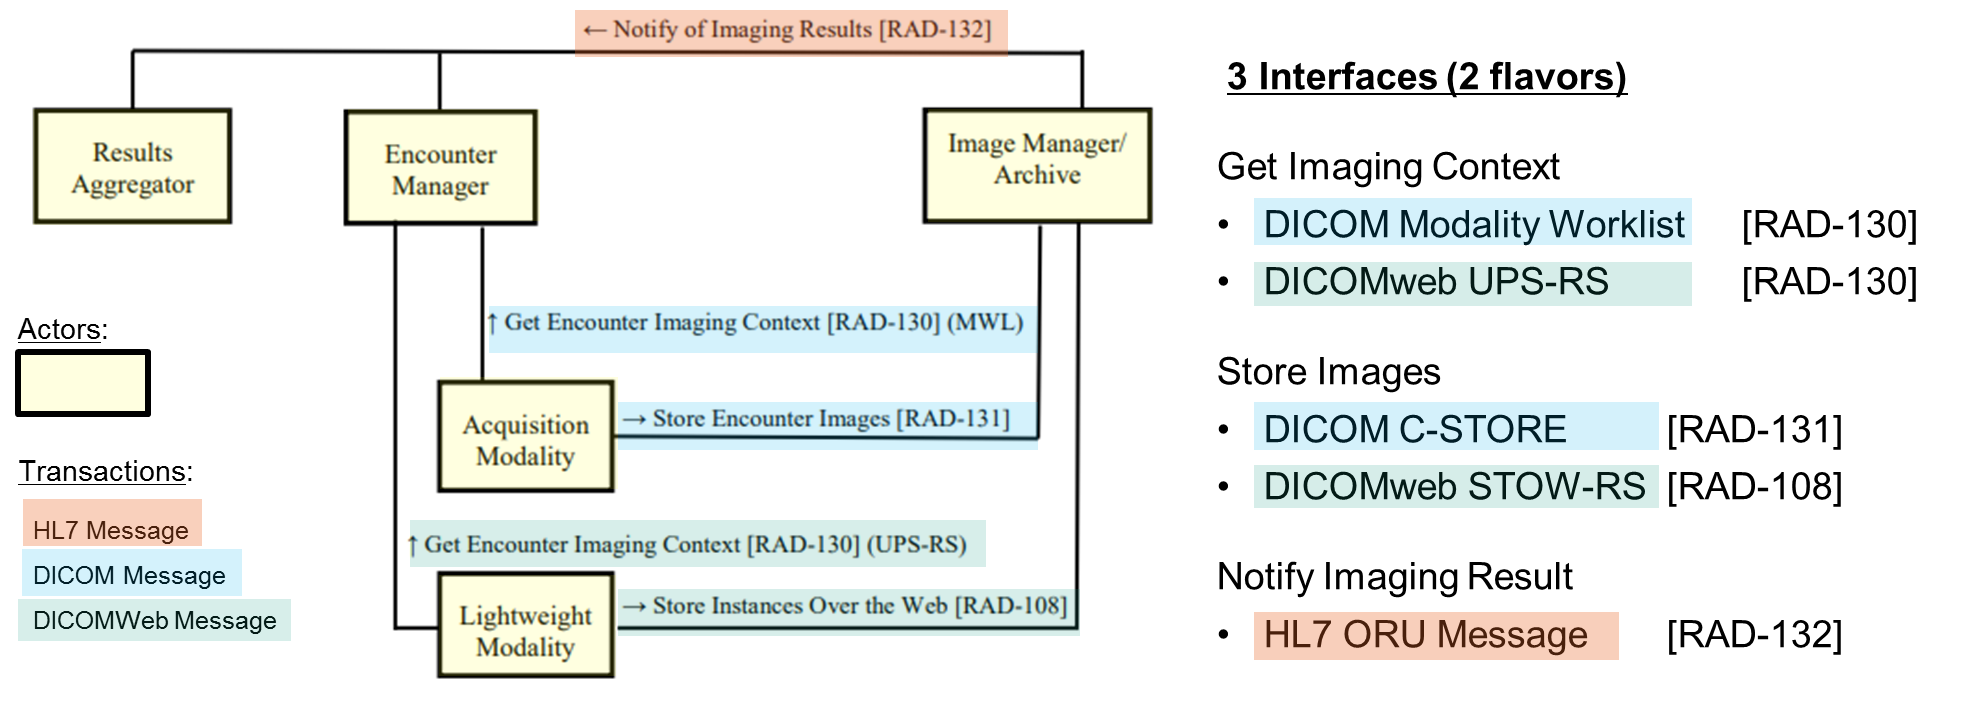 ← Notify of Imaging Results [RAD-132]
Results
Aggregator
Encounter
Manager
Image Manager/
Archive
↑ Get Encounter Imaging Context [RAD-130] (MWL)
Actors:
Acquisition
Modality
→ Store Encounter Images [RAD-131]
Transactions:
HL7 Message
DICOM Message
DICOMWeb Message
↑ Get Encounter Imaging Context [RAD-130] (UPS-RS)
Lightweight
Modality
→ Store Instances Over the Web [RAD-108]
3 Interfaces (2 flavors)
Get Imaging Context
• DICOM Modality Worklist [RAD-130]
• DICOMweb UPS-RS [RAD-130]
Store Images
• DICOM C-STORE [RAD-131]
• DICOMweb STOW-RS [RAD-108]
Notify Imaging Result
• HL7 ORU Message [RAD-132]